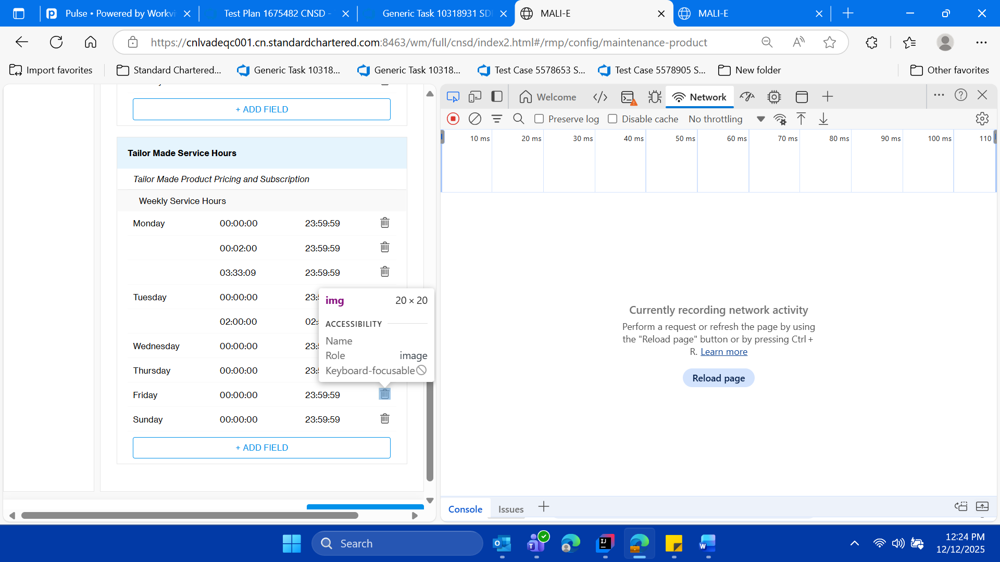 Pulse • Powered by Workvi
Test Plan 1675482 CNSD -
Generic Task 10318931 SD
MALI-E
MALI-E
https://cnlvadeqc001.cn.standardchartered.com:8463/wm/full/cnsd/index2.html#/rmp/config/maintenance-product
Import favorites
Standard Chartered...
Generic Task 10318...
Generic Task 10318...
Test Case 5578653 S...
Test Case 5578905 S...
New folder
Other favorites
+ ADD FIELD
Tailor Made Service Hours
Tailor Made Product Pricing and Subscription
Weekly Service Hours
Monday 00:00:00 23:59:59
00:02:00 23:59:59
03:33:09 23:59:59
Tuesday 00:00:00 23:
02:00:00 02:
Wednesday 00:00:00 23:
Thursday 00:00:00 23:
Friday 00:00:00 23:59:59
Sunday 00:00:00 23:59:59
+ ADD FIELD
img 20 × 20
ACCESSIBILITY
Name
Role image
Keyboard-focusable
Welcome
Network
Preserve log
Disable cache
No throttling
10 ms 20 ms 30 ms 40 ms 50 ms 60 ms 70 ms 80 ms 90 ms 100 ms 110
Currently recording network activity
Perform a request or refresh the page by using
the "Reload page" button or by pressing Ctrl +
R. Learn more
Reload page
Console
Issues
Search
12:24 PM
12/12/2025